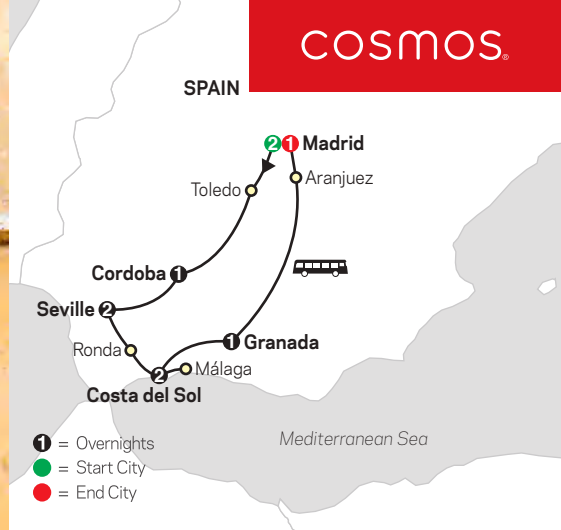 cosmos®
SPAIN
2 1 Madrid
Aranjuez
Toledo
Cordoba 1
Seville 2
Ronda
1 Granada
Málaga
2
Costa del Sol
Mediterranean Sea
1 = Overnights
= Start City
= End City